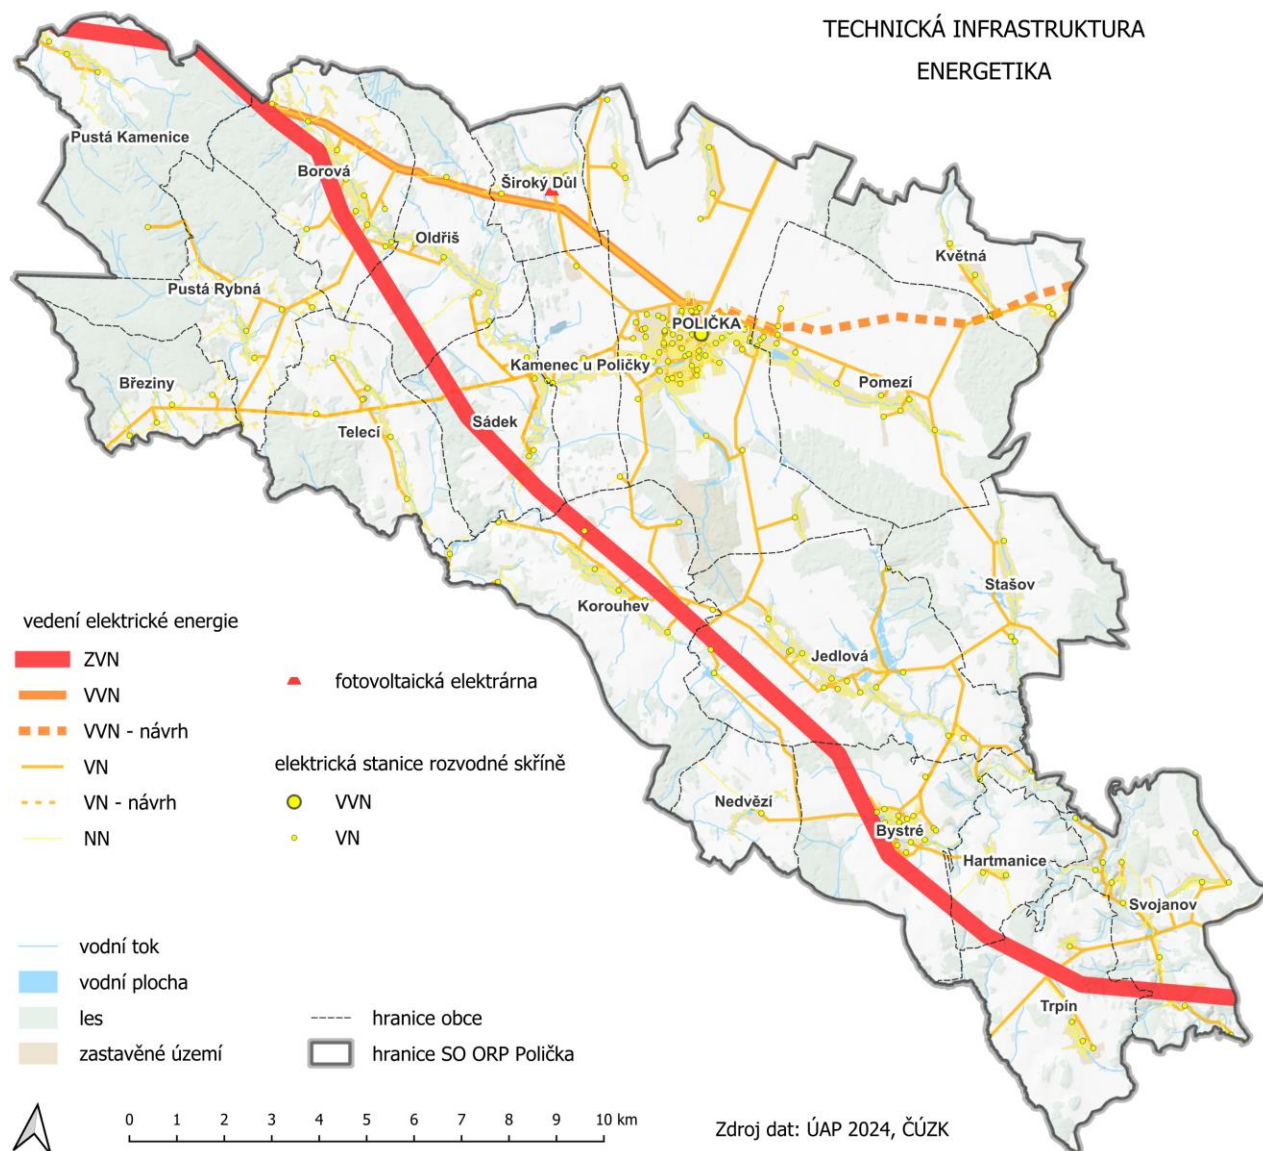 TECHNICKÁ INFRASTRUKTURA
ENERGETIKA
Pustá Kamenice
Borová
Široký Důl
Oldřiš
Květná
Pustá Rybná
POLIČKA
Kamenec u Poličky
Březiny
Pomezí
Telecí
Sádek
Stašov
Korouhev
Jedlová
Nedvězí
Bystré
Hartmanice
Svojanov
Trpín
vedení elektrické energie
ZVN
VVN
VVN - návrh
VN
VN - návrh
NN
fotovoltaická elektrárna
elektrická stanice rozvodné skříně
VVN
VN
vodní tok
vodní plocha
les
zastavěné území
hranice obce
hranice SO ORP Polička
0 1 2 3 4 5 6 7 8 9 10 km
Zdroj dat: ÚAP 2024, ČÚZK